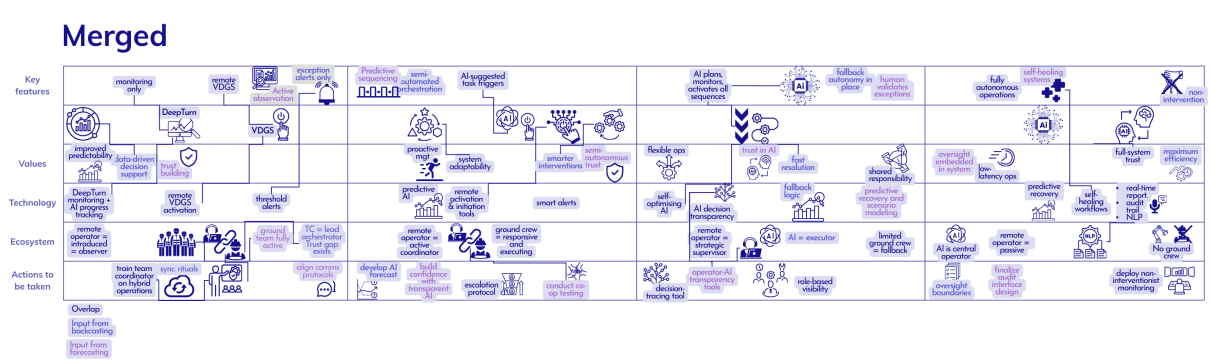 Merged
Key
features
monitoring
only
remote
VDGS
exception
alerts only
Active
observation
Predictive
sequencing
semi-
automated
orchestration
AI-suggested
task triggers
AI plans,
monitors,
activates all
sequences
Ai
fallback
autonomy in
place
human
validates
exceptions
fully
autonomous
operations
self-healing
systems
non-
intervention
DeepTurn
VDGS
AI
Ai
AI
Values
improved
predictability
data-driven
decision
support
trust
building
proactive
mgt
system
adaptability
smarter
interventions
semi-
autonomous
trust
flexible ops
trust in AI
fast
resolution
shared
responsibility
oversight
embedded
in system
low-
latency ops
full-system
trust
maximum
efficiency
Technology
DeepTurn
monitoring +
AI progress
tracking
remote
VDGS
activation
threshold
alerts
predictive
AI
remote
activation
& initiation
tools
smart alerts
self-
optimising
AI
AI decision
transparency
fallback
logic
predictive
recovery and
scenario
modeling
predictive
recovery
self-
healing
workflows
• real-time
report
• audit
trail
• NLP
Ecosystem
remote
operator =
introduced
= observer
ground
team fully
active
TC = lead
orchestrator
Trust gap
exists
remote
operator =
active
coordinator
ground crew
= responsive
and
executing
remote
operator =
strategic
supervisor
AI
AI = executor
limited
ground crew
= fallback
AI
AI is central
operator
remote
operator =
passive
NLP
No ground
crew
Actions to
be taken
train team
coordinator
on hybrid
operations
sync rituals
align comms
protocols
develop AI
forecast
build
confidence
with
transparent
AI
escalation
protocol
conduct co-
op testing
decision-
tracing tool
operator-AI
transparency
tools
role-based
visibility
oversight
boundaries
finalize
audit
interface
design
deploy non-
interventionist
monitoring
Overlap
Input from
backcasting
Input from
forecasting